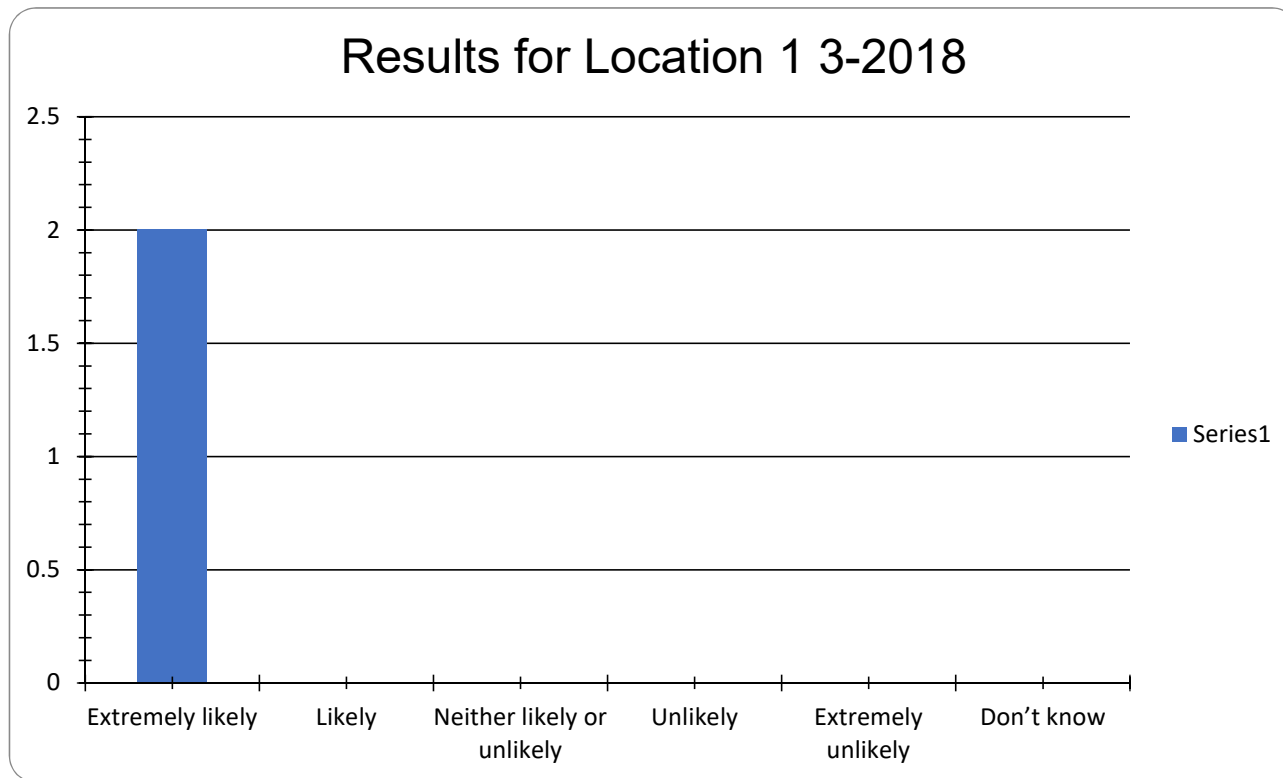 Results for Location 1 3-2018
2.5
2
1.5
1
0.5
0
Extremely likely
Likely
Neither likely or
unlikely
Unlikely
Extremely
unlikely
Don’t know
Series1